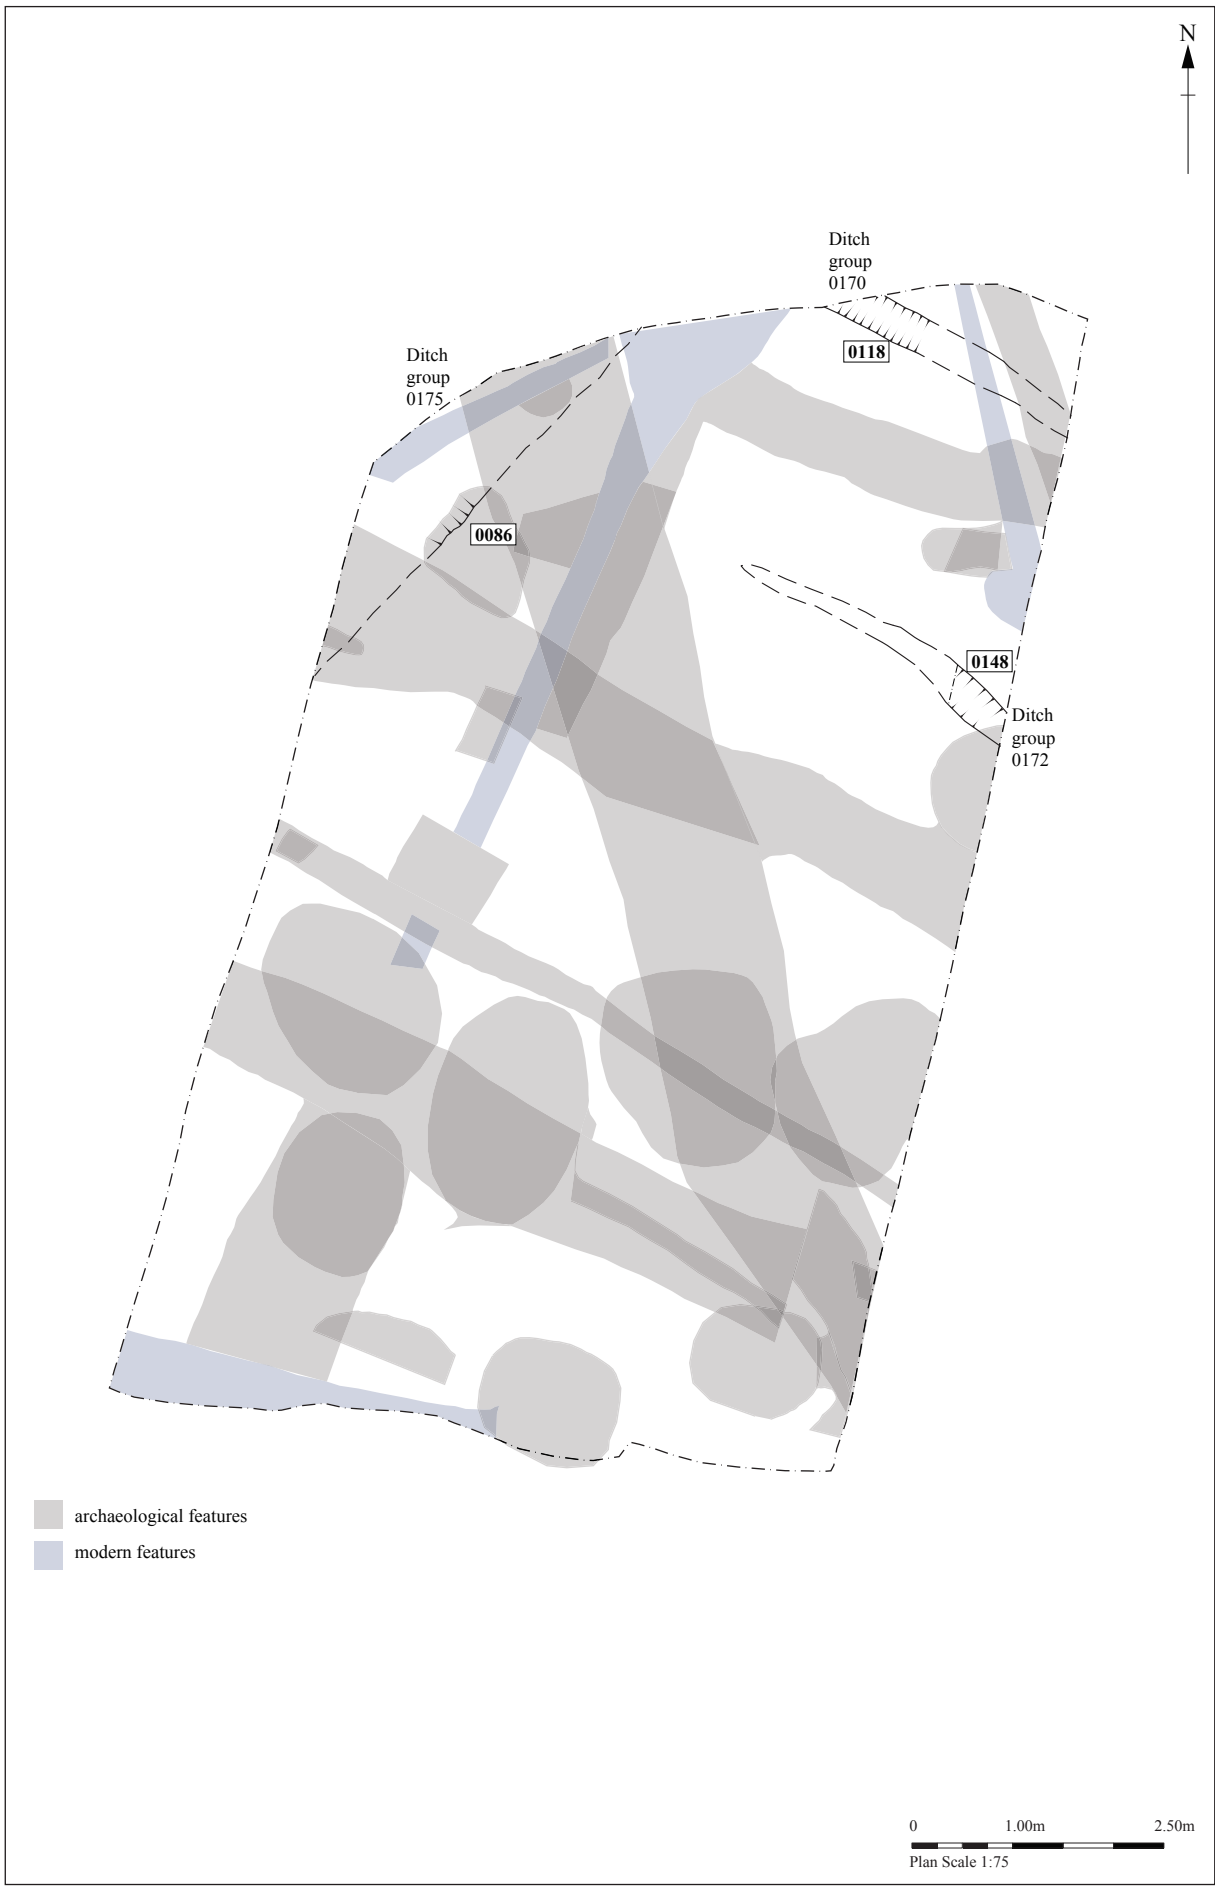 N
Ditch
group
0170
0118
Ditch
group
0175
0086
0148
Ditch
group
0172
archaeological features
modern features
0 1.00m 2.50m
Plan Scale 1:75